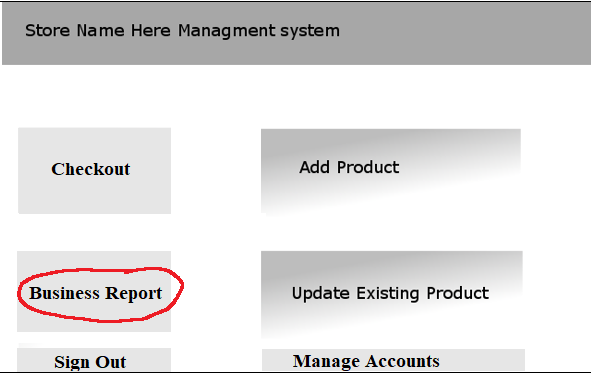 Store Name Here Managment system
Checkout
Add Product
Business Report
Update Existing Product
Sign Out
Manage Accounts